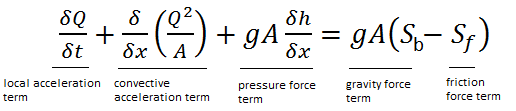 δQ/δt + δ/δx (Q²/A) + gA δh/δx = gA(S_b − S_f)
local acceleration term
convective acceleration term
pressure force term
gravity force term
friction force term